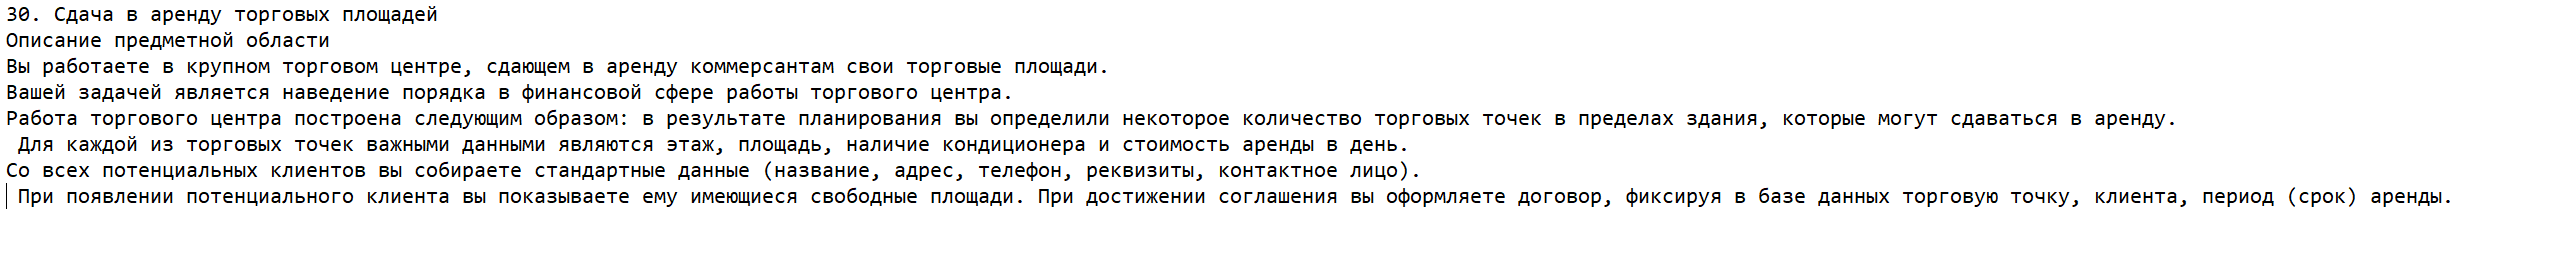 30. Сдача в аренду торговых площадей
Описание предметной области
Вы работаете в крупном торговом центре, сдающем в аренду коммерсантам свои торговые площади.
Вашей задачей является наведение порядка в финансовой сфере работы торгового центра.
Работа торгового центра построена следующим образом: в результате планирования вы определили некоторое количество торговых точек в пределах здания, которые могут сдаваться в аренду.
Для каждой из торговых точек важными данными являются этаж, площадь, наличие кондиционера и стоимость аренды в день.
Со всех потенциальных клиентов вы собираете стандартные данные (название, адрес, телефон, реквизиты, контактное лицо).
При появлении потенциального клиента вы показываете ему имеющиеся свободные площади. При достижении соглашения вы оформляете договор, фиксируя в базе данных торговую точку, клиента, период (срок) аренды.